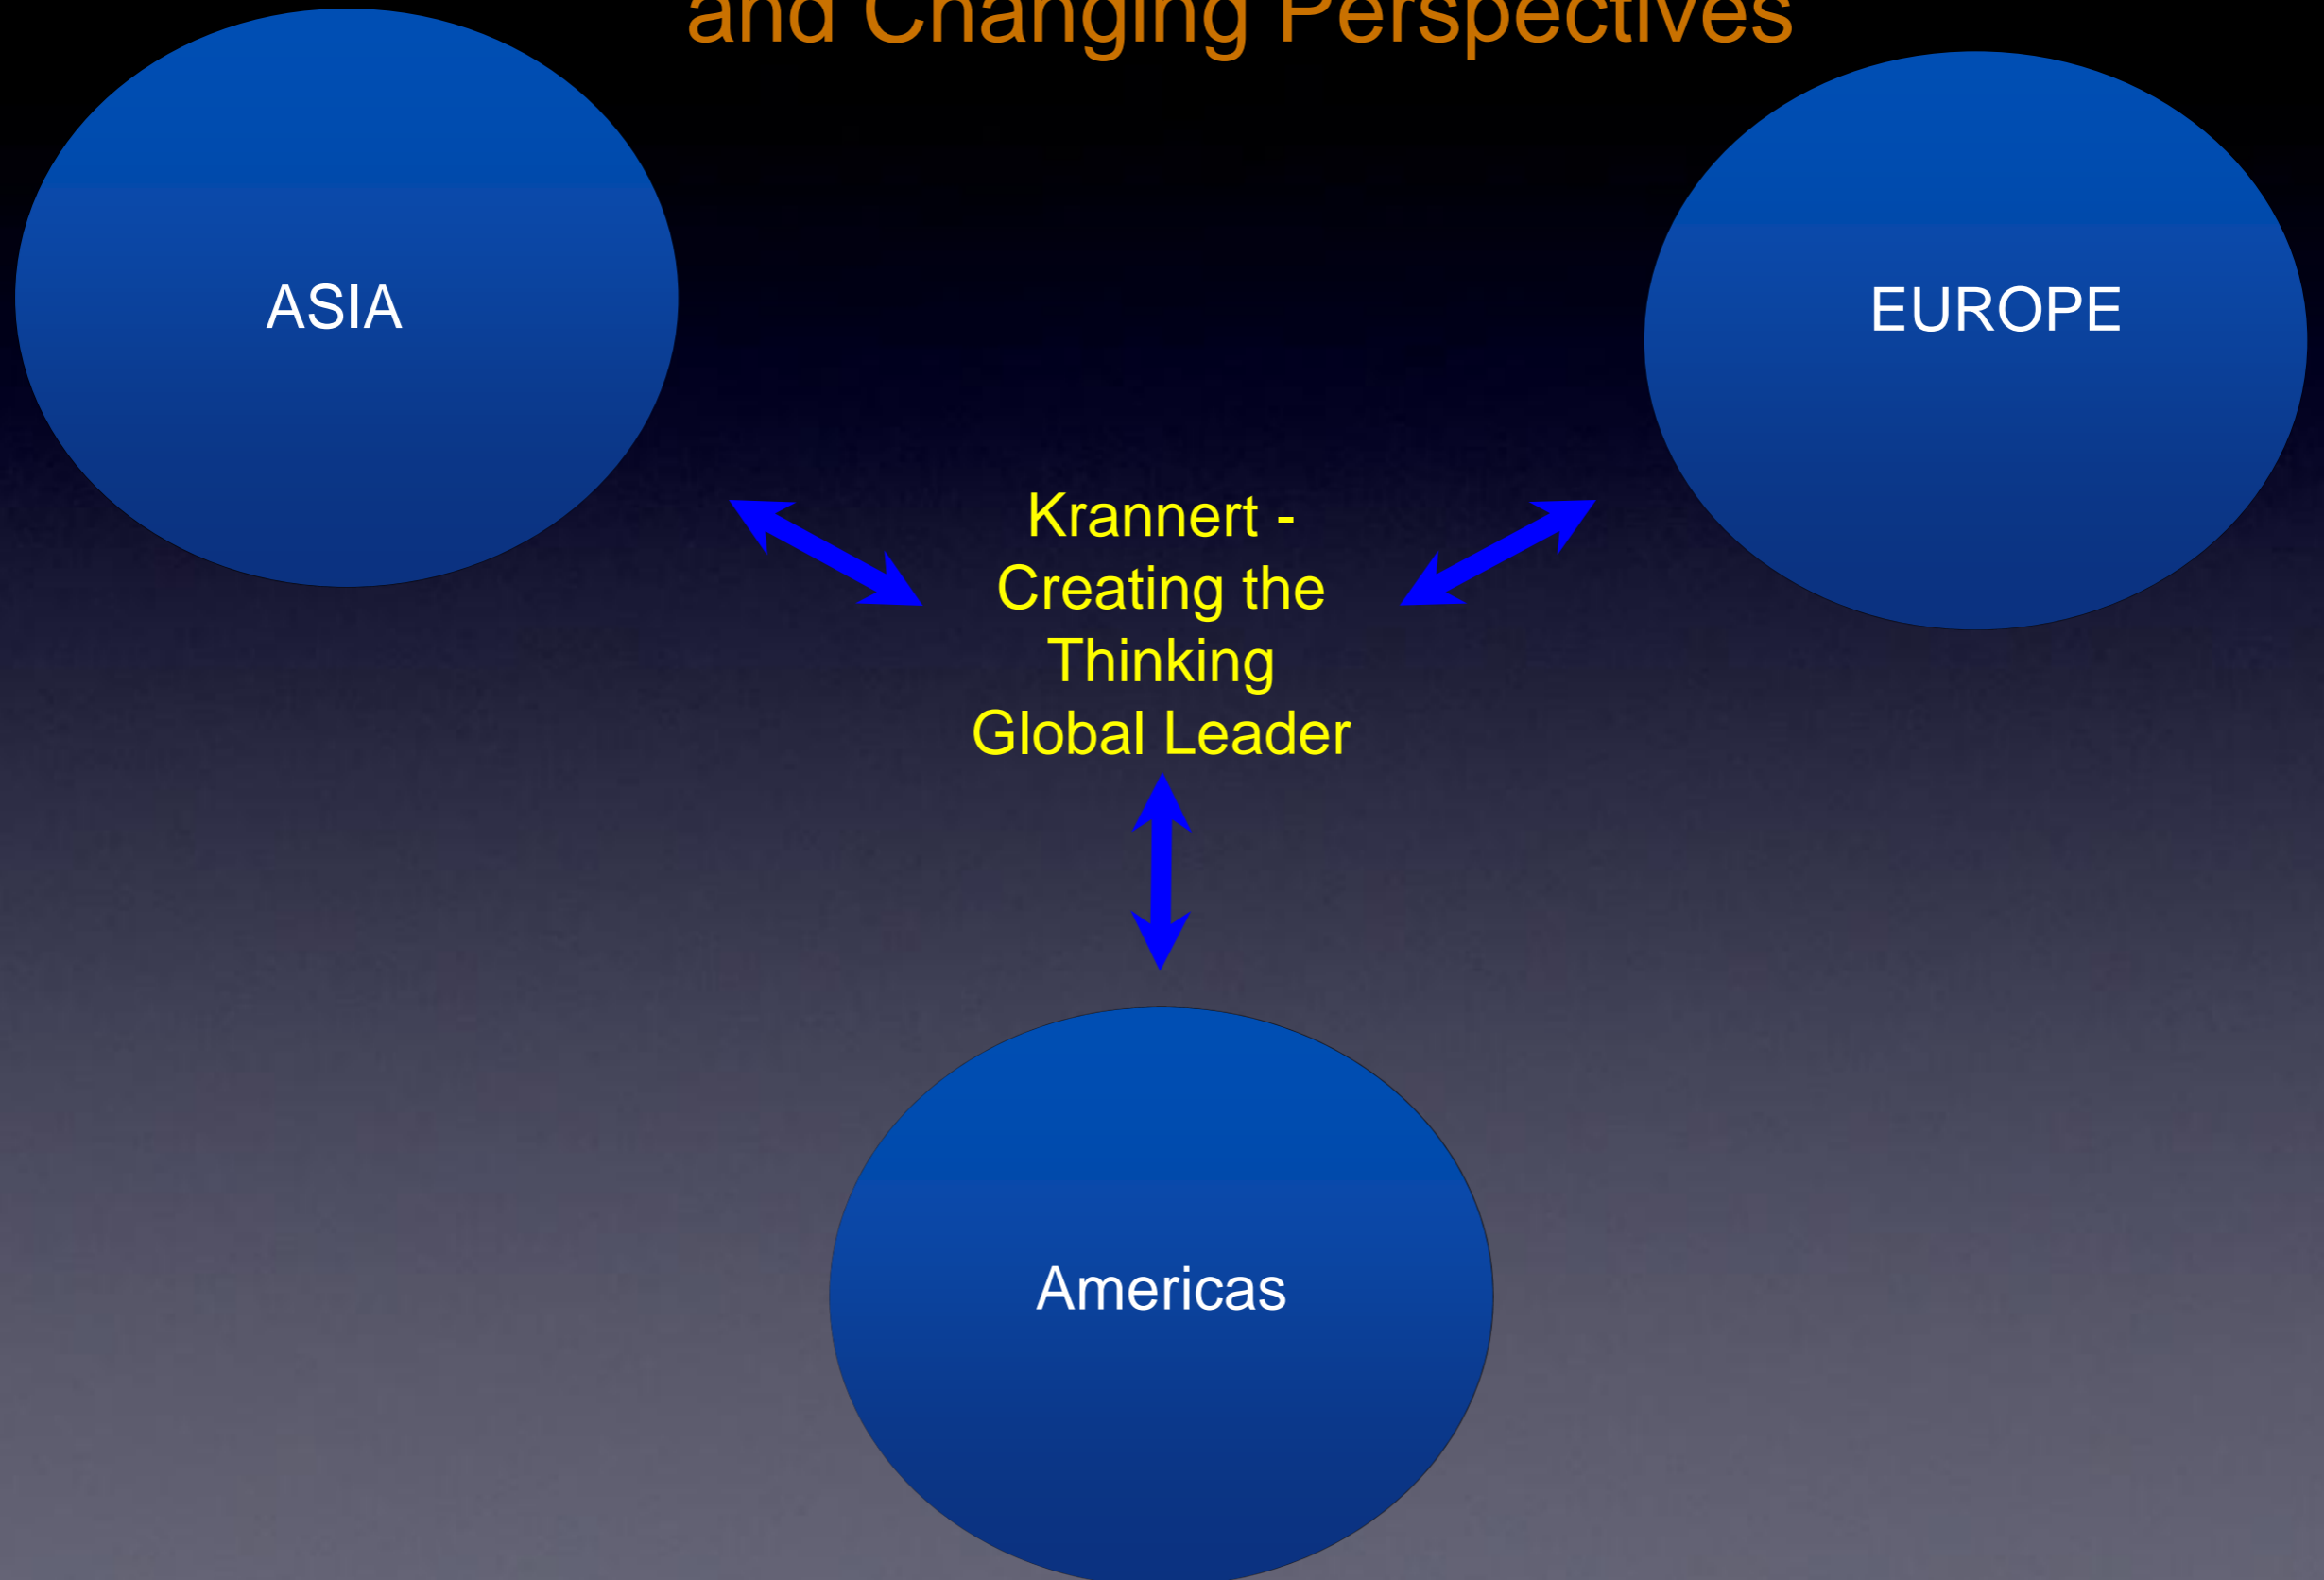 and Changing Perspectives
ASIA
EUROPE
Krannert -
Creating the
Thinking
Global Leader
Americas